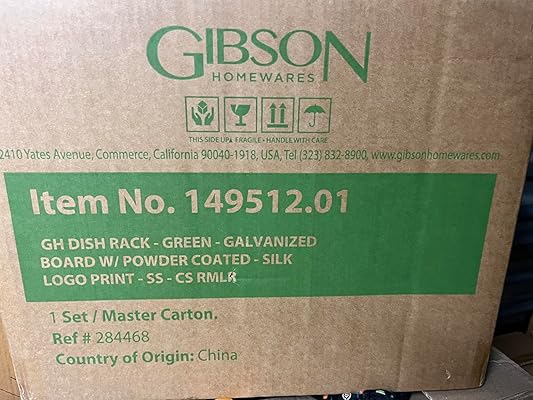 GIBSON
HOMEWARES
THIS SIDE UP & FRAGILE • HANDLE WITH CARE
2410 Yates Avenue, Commerce, California 90040-1918, USA, Tel (323) 832-8900, www.gibsonhomewares.com
Item No. 149512.01
GH DISH RACK - GREEN - GALVANIZED
BOARD W/ POWDER COATED - SILK
LOGO PRINT - SS - CS RMLK
1 Set / Master Carton.
Ref # 284468
Country of Origin: China